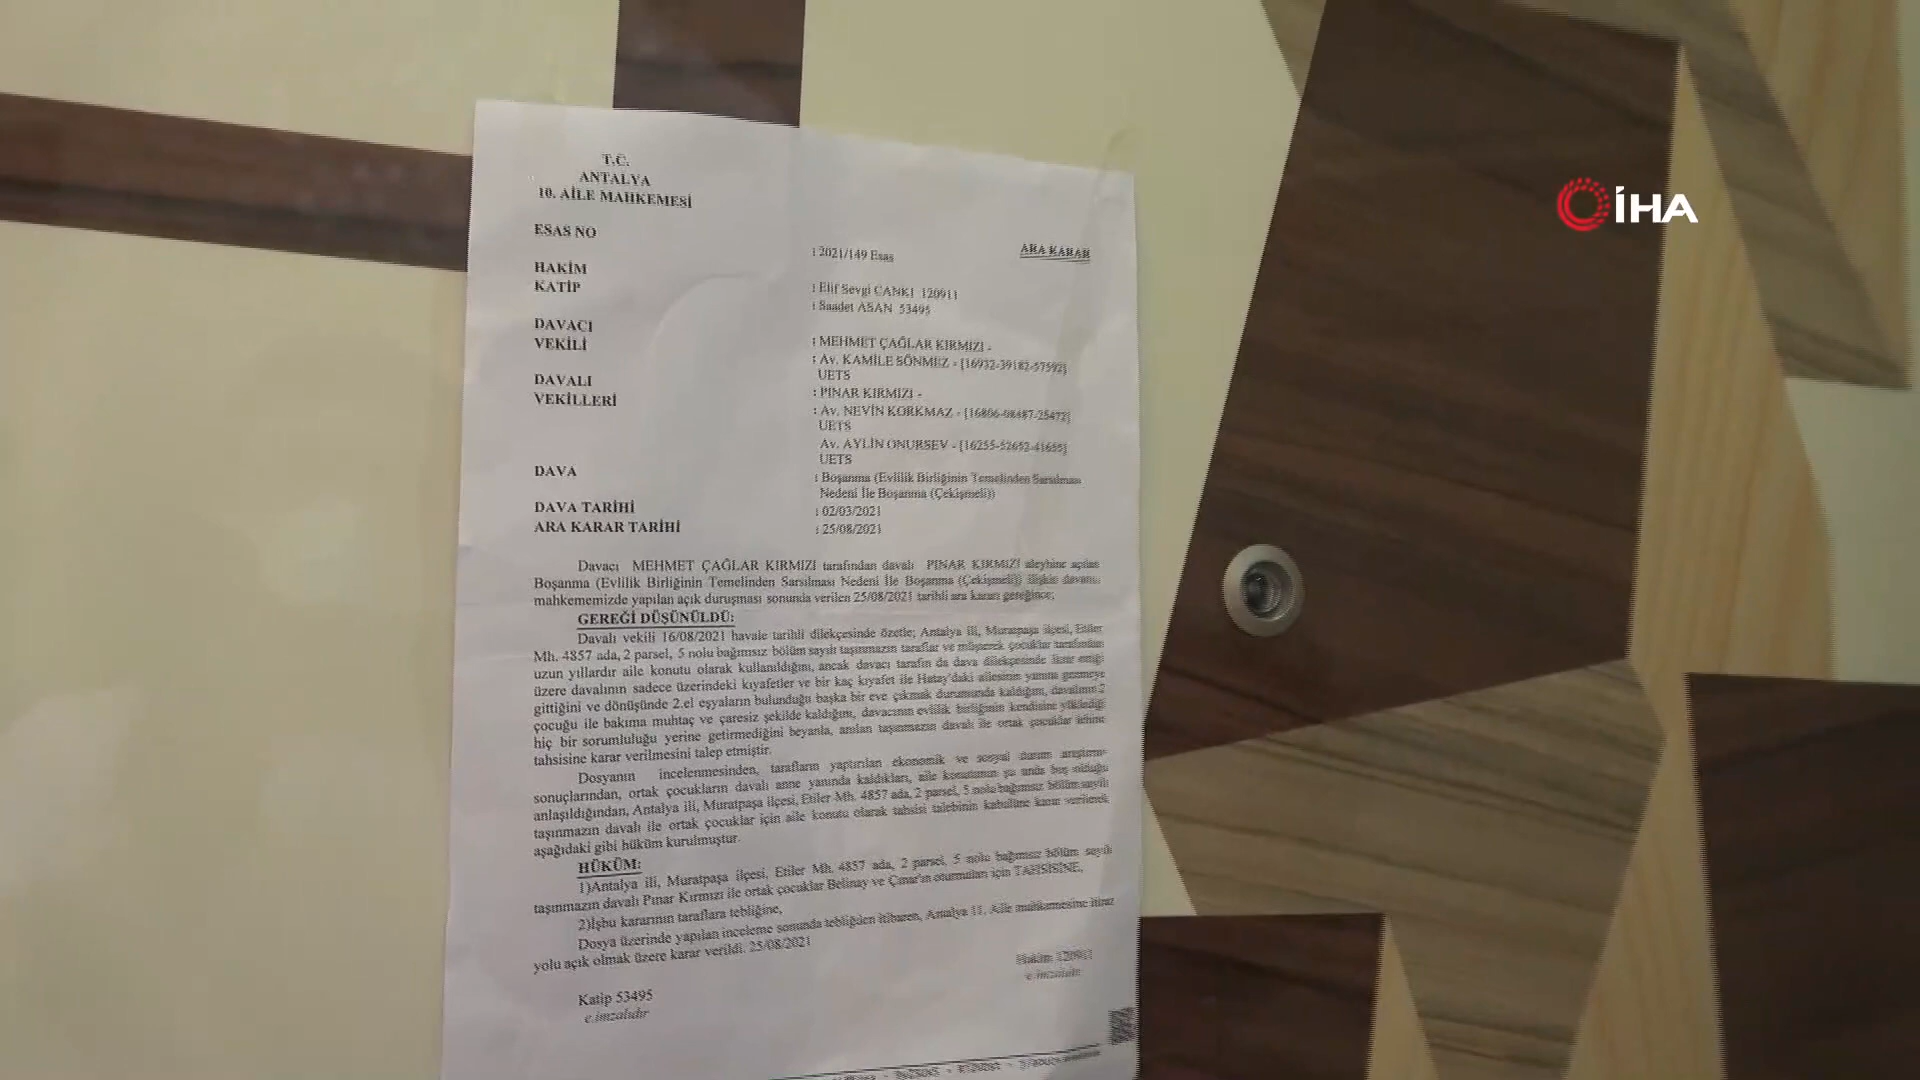 İHA
T.C.
ANTALYA
10. AİLE MAHKEMESİ
ESAS NO : 2021/149 Esas ARA KARAR
HAKİM : Elif Sevgi CANKI 120911
KATİP : Saadet ASAN 53495
DAVACI : MEHMET ÇAĞLAR KIRMIZI -
VEKİLİ : Av. KAMİLE SÖNMEZ - [16932-39182-57592]
UETS
DAVALI : PINAR KIRMIZI -
VEKİLLERİ : Av. NEVİN KORKMAZ - [16806-08487-25472]
UETS
Av. AYLİN ONURSEV - [16255-52652-41655]
UETS
DAVA : Boşanma (Evlilik Birliğinin Temelinden Sarsılması
Nedeni İle Boşanma (Çekişmeli))
DAVA TARİHİ : 02/03/2021
ARA KARAR TARİHİ : 25/08/2021
Davacı MEHMET ÇAĞLAR KIRMIZI tarafından davalı PINAR KIRMIZI aleyhine açılan
Boşanma (Evlilik Birliğinin Temelinden Sarsılması Nedeni İle Boşanma (Çekişmeli)) ilişkin davanın
mahkememizde yapılan açık duruşması sonunda verilen 25/08/2021 tarihli ara kararı gereğince;
GEREĞİ DÜŞÜNÜLDÜ:
Davalı vekili 16/08/2021 havale tarihli dilekçesinde özetle; Antalya ili, Muratpaşa ilçesi, Etiler
Mh. 4857 ada, 2 parsel, 5 nolu bağımsız bölüm sayılı taşınmazın taraflar ve müşterek çocuklar tarafından
uzun yıllardır aile konutu olarak kullanıldığını, ancak davacı tarafın da dava dilekçesinde ikrar ettiği
üzere davalının sadece üzerindeki kıyafetler ve bir kaç kıyafet ile Hatay'daki ailesinin yanına gezmeye
gittiğini ve dönüşünde 2.el eşyaların bulunduğu başka bir eve çıkmak durumunda kaldığını, davalının 2
çocuğu ile bakıma muhtaç ve çaresiz şekilde kaldığını, davacının evlilik birliğinin kendisine yüklediği
hiç bir sorumluluğu yerine getirmediğini beyanla, anılan taşınmazın davalı ile ortak çocuklar lehine
tahsisine karar verilmesini talep etmiştir.
Dosyanın incelenmesinden, tarafların yaptırılan ekonomik ve sosyal durum araştırma
sonuçlarından, ortak çocukların davalı anne yanında kaldıkları, aile konutunun şu anda boş olduğu
anlaşıldığından, Antalya ili, Muratpaşa ilçesi, Etiler Mh. 4857 ada, 2 parsel, 5 nolu bağımsız bölüm sayılı
taşınmazın davalı ile ortak çocuklar için aile konutu olarak tahsisi talebinin kabulüne karar verilerek
aşağıdaki gibi hüküm kurulmuştur.
HÜKÜM:
1)Antalya ili, Muratpaşa ilçesi, Etiler Mh. 4857 ada, 2 parsel, 5 nolu bağımsız bölüm sayılı
taşınmazın davalı Pınar Kırmızı ile ortak çocuklar Belinay ve Çınar'ın oturmaları için TAHSİSİNE,
2)İşbu kararının taraflara tebliğine,
Dosya üzerinde yapılan inceleme sonunda tebliğden itibaren, Antalya 11. Aile mahkemesine itiraz
yolu açık olmak üzere karar verildi. 25/08/2021
Katip 53495 Hakim 120911
e.imzalıdır e.imzalıdır